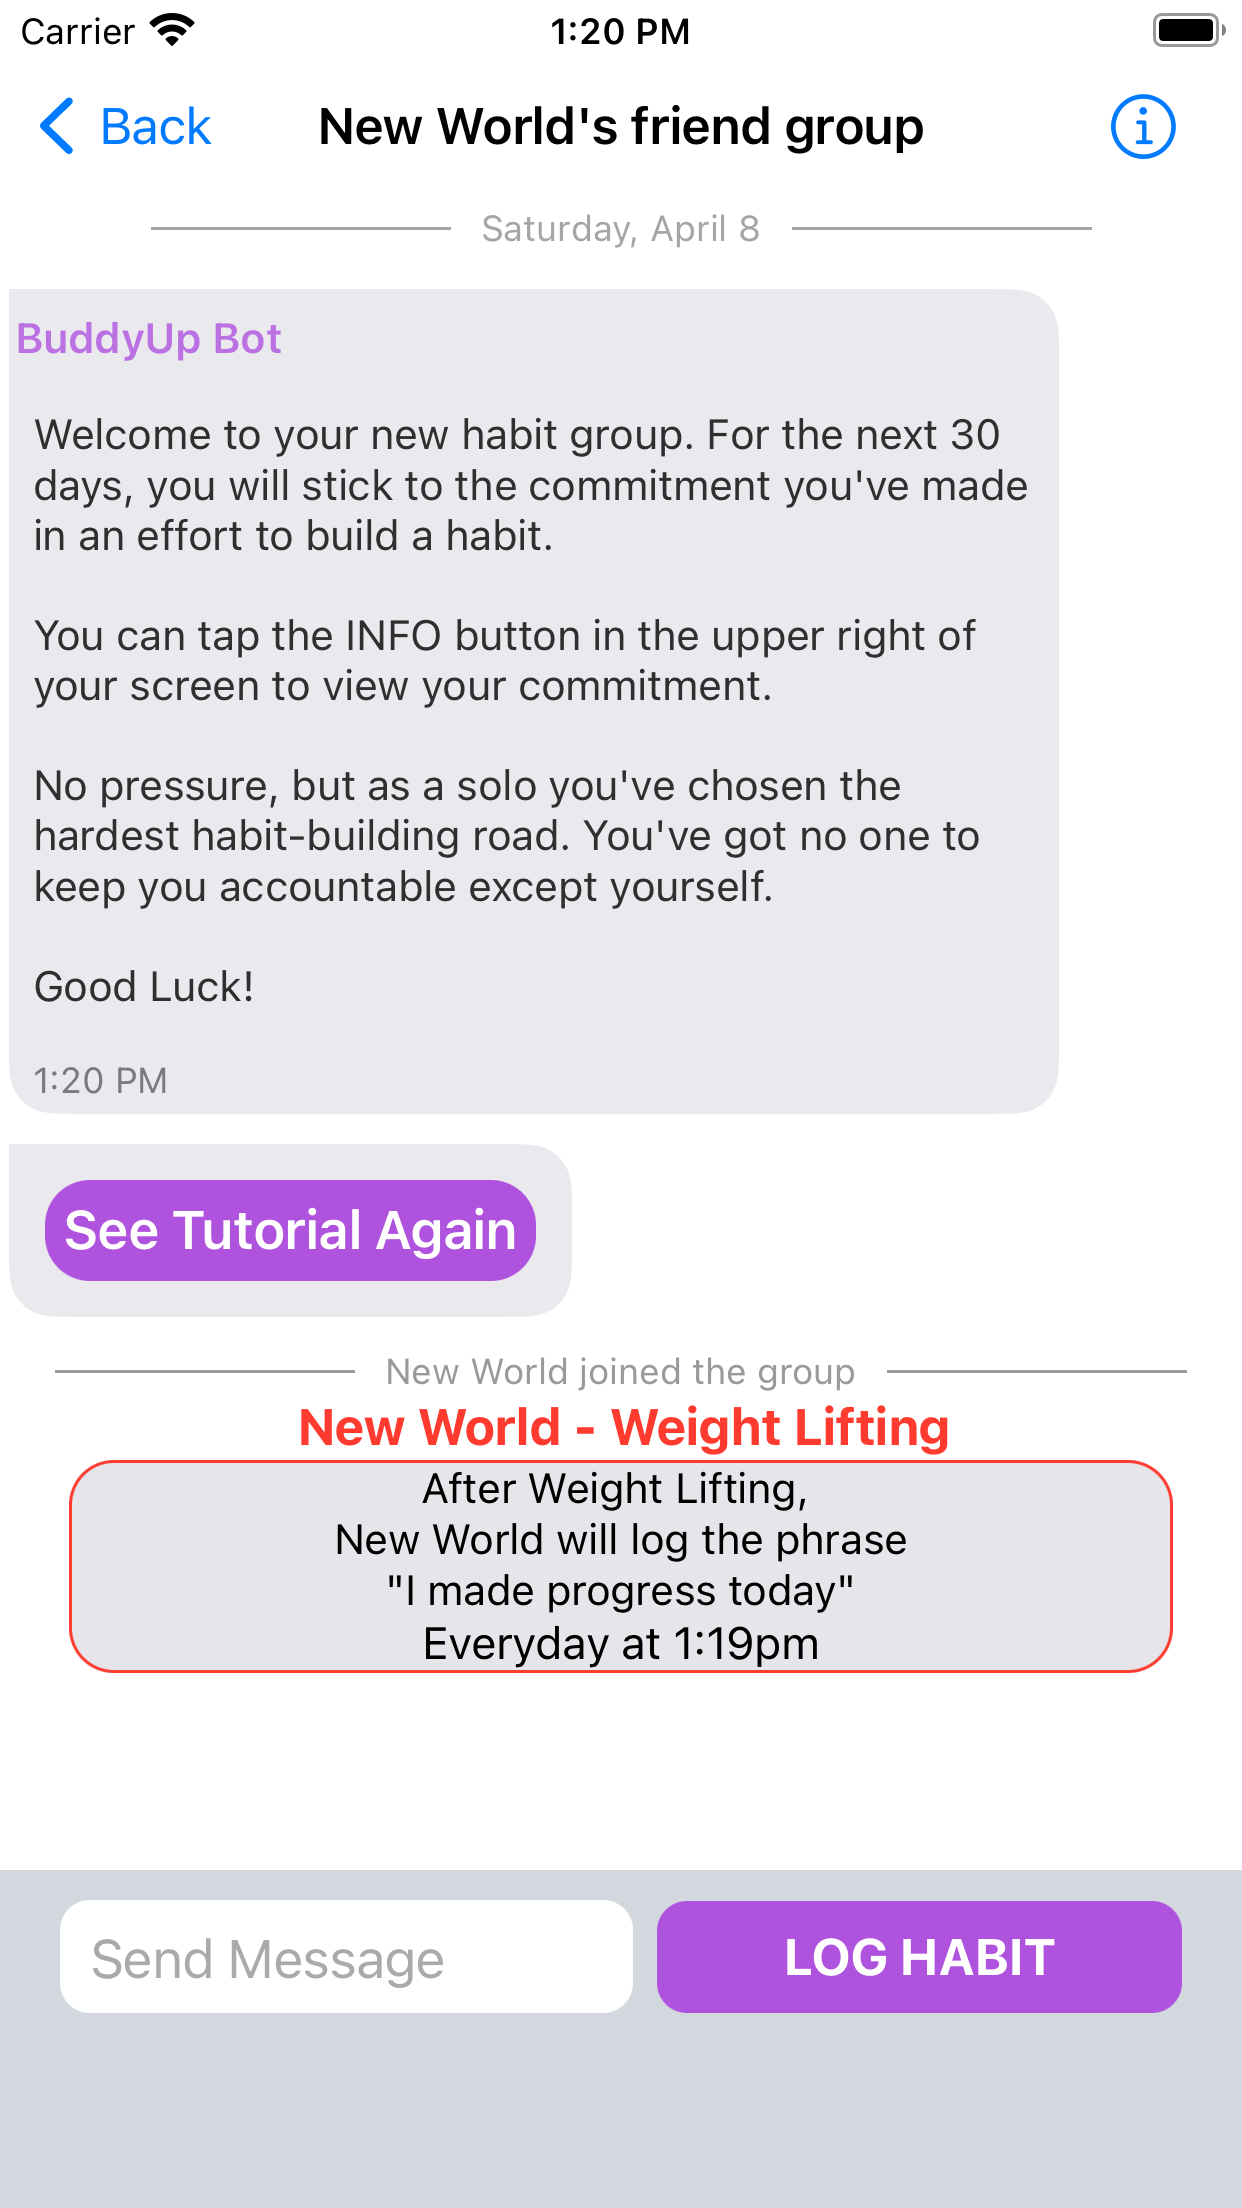 Carrier
1:20 PM
Back
New World's friend group
Saturday, April 8
BuddyUp Bot
Welcome to your new habit group. For the next 30
days, you will stick to the commitment you've made
in an effort to build a habit.
You can tap the INFO button in the upper right of
your screen to view your commitment.
No pressure, but as a solo you've chosen the
hardest habit-building road. You've got no one to
keep you accountable except yourself.
Good Luck!
1:20 PM
See Tutorial Again
New World joined the group
New World - Weight Lifting
After Weight Lifting,
New World will log the phrase
"I made progress today"
Everyday at 1:19pm
Send Message
LOG HABIT